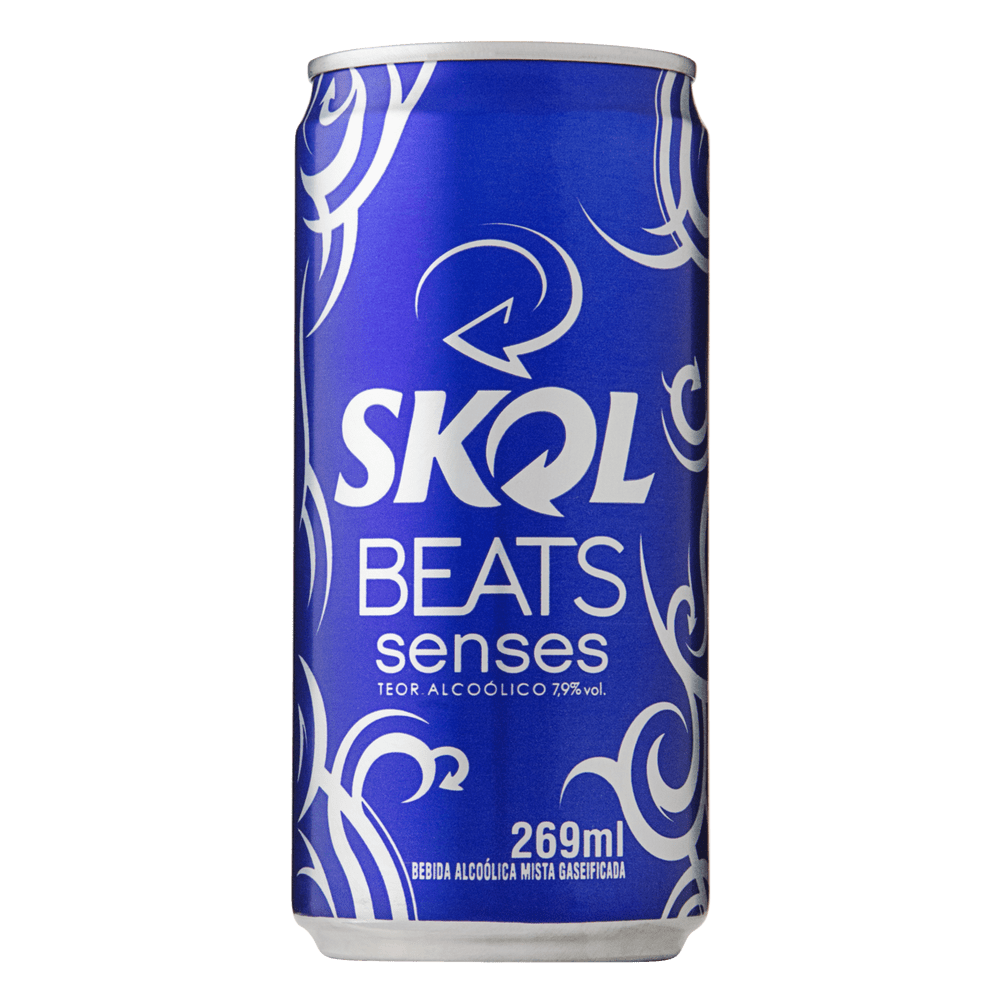 SKOL
BEATS
senses
TEOR ALCOÓLICO 7,9% vol.
269ml
BEBIDA ALCOÓLICA MISTA GASEIFICADA